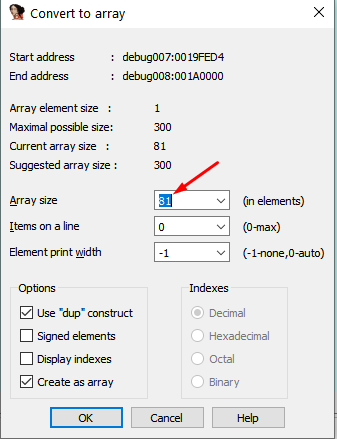 Convert to array
Start address : debug007:0019FED4
End address : debug008:001A0000
Array element size : 1
Maximal possible size: 300
Current array size : 81
Suggested array size : 300
Array size 81 (in elements)
Items on a line 0 (0-max)
Element print width -1 (-1-none,0-auto)
Options Indexes
Use "dup" construct Decimal
Signed elements Hexadecimal
Display indexes Octal
Create as array Binary
OK Cancel Help